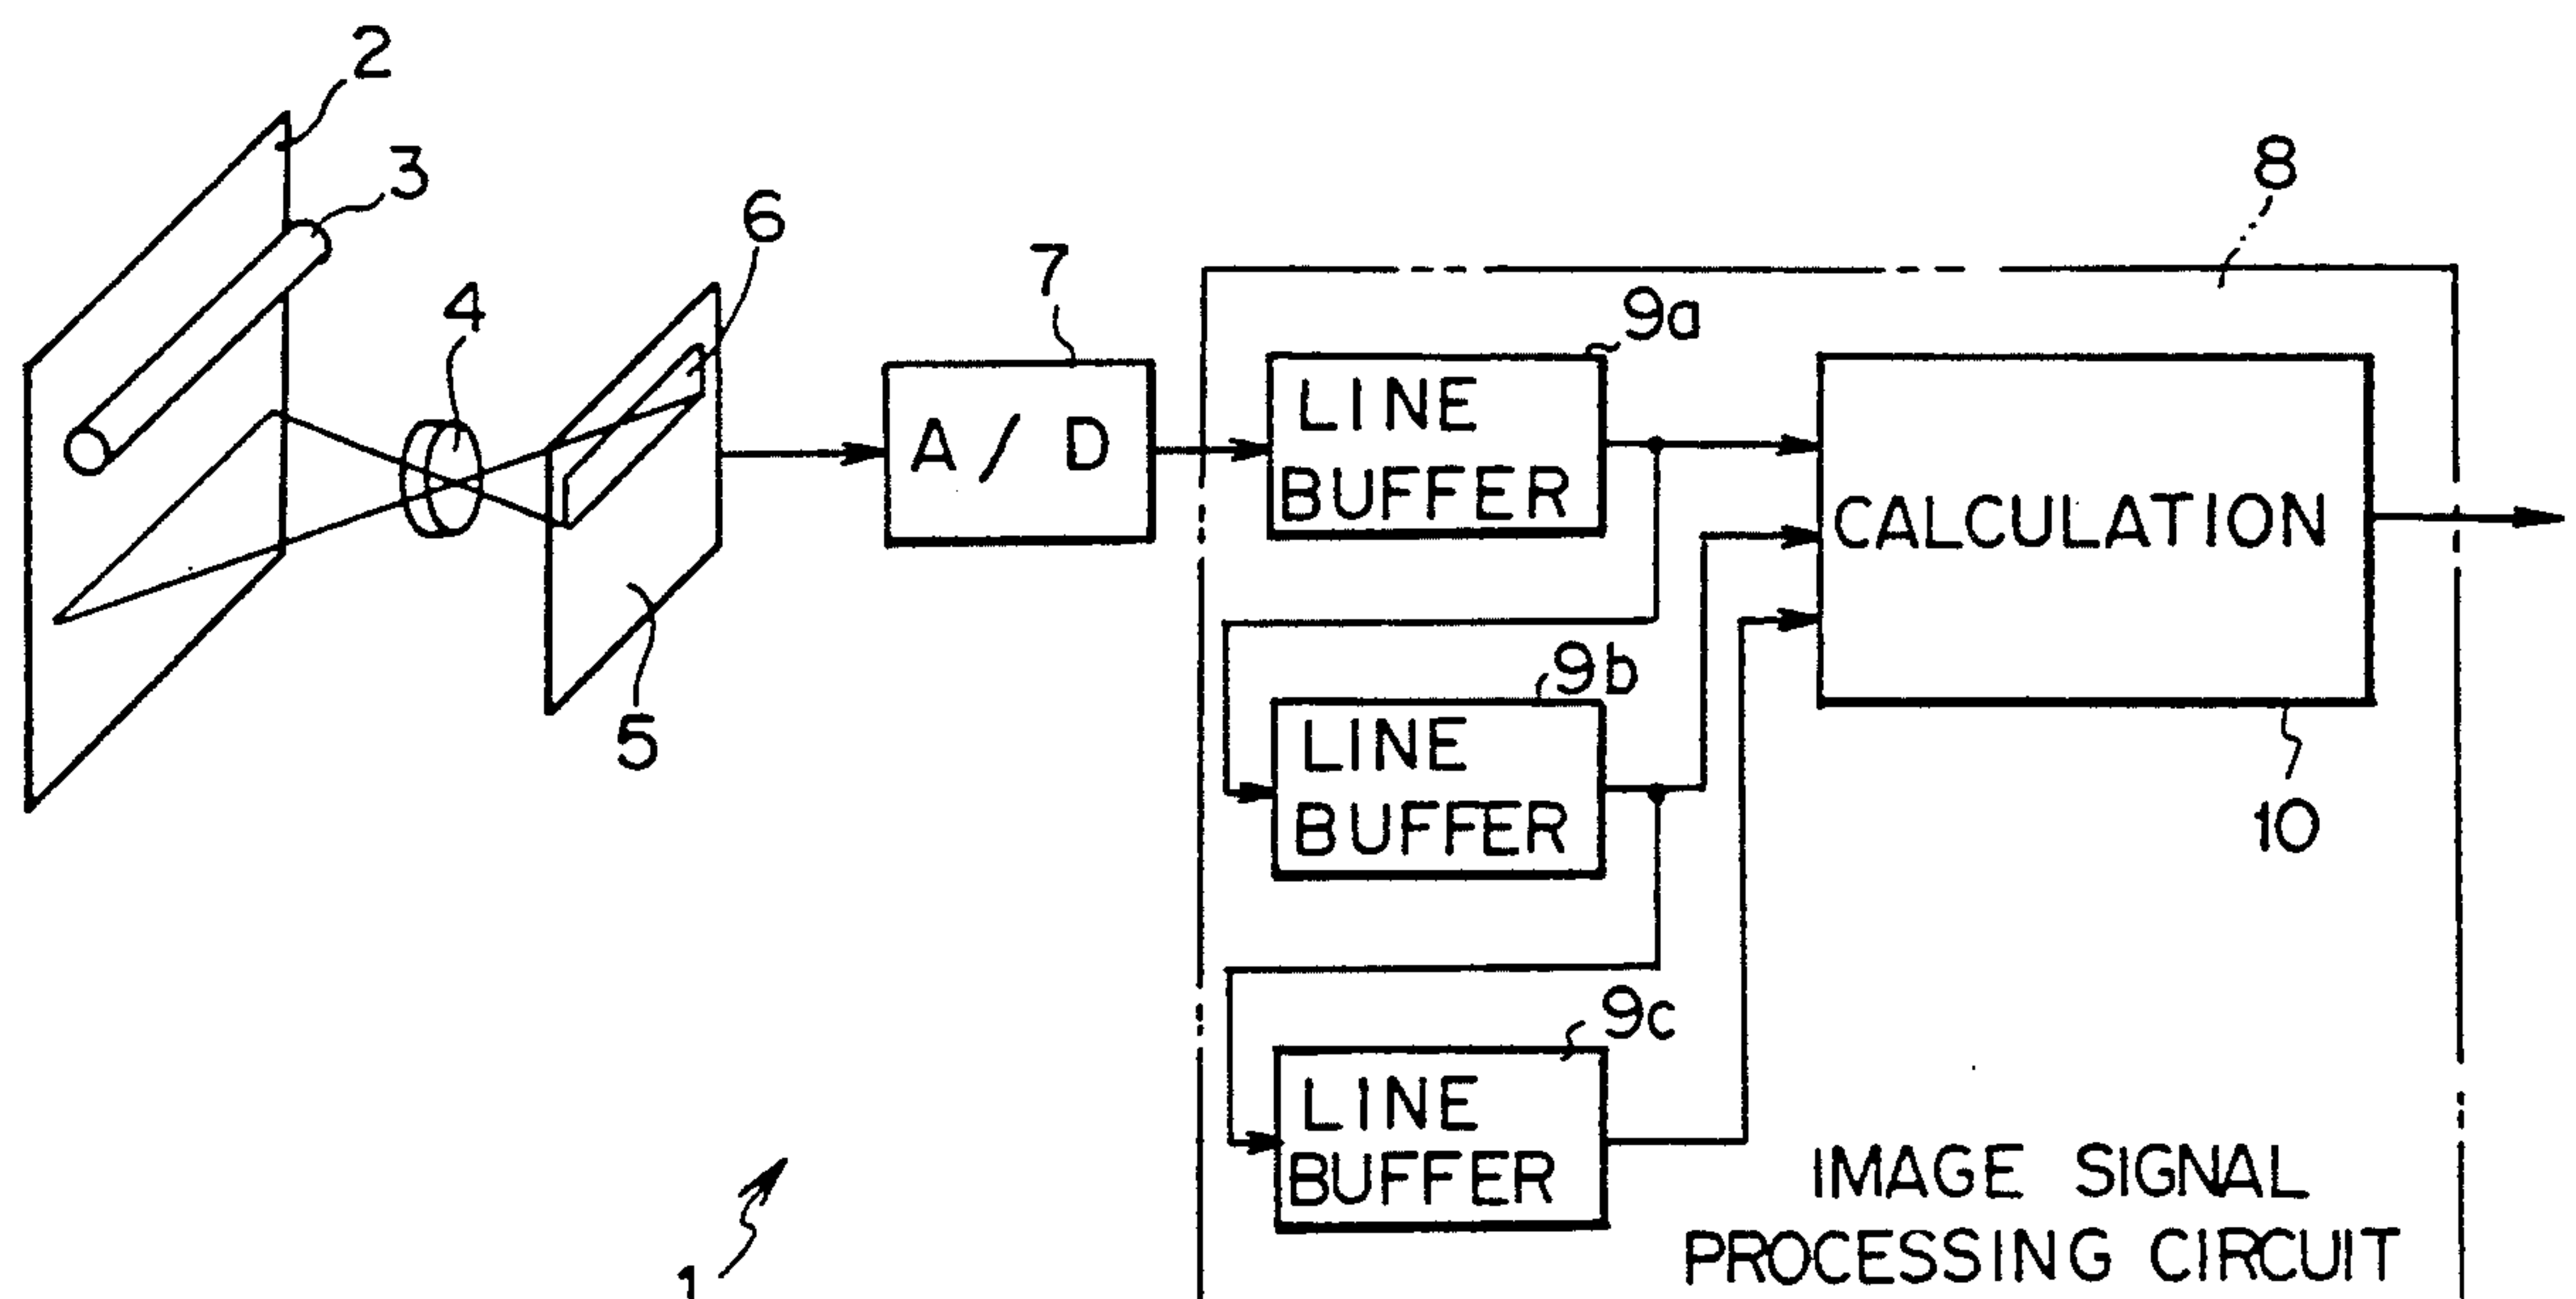 2
3
4
6
5
7
A / D
8
9a
LINE
BUFFER
CALCULATION
10
9b
LINE
BUFFER
9c
LINE
BUFFER
IMAGE SIGNAL
PROCESSING CIRCUIT
1